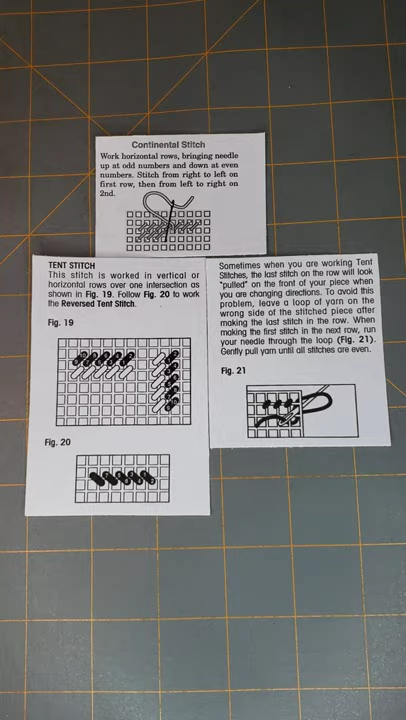 Continental Stitch
Work horizontal rows, bringing needle
up at odd numbers and down at even
numbers. Stitch from right to left on
first row, then from left to right on
2nd.
TENT STITCH
This stitch is worked in vertical or
horizontal rows over one intersection as
shown in Fig. 19. Follow Fig. 20 to work
the Reversed Tent Stitch.
Fig. 19
Fig. 20
Sometimes when you are working Tent
Stitches, the last stitch on the row will look
"pulled" on the front of your piece when
you are changing directions. To avoid this
problem, leave a loop of yarn on the
wrong side of the stitched piece after
making the last stitch in the row. When
making the first stitch in the next row, run
your needle through the loop (Fig. 21).
Gently pull yarn until all stitches are even.
Fig. 21